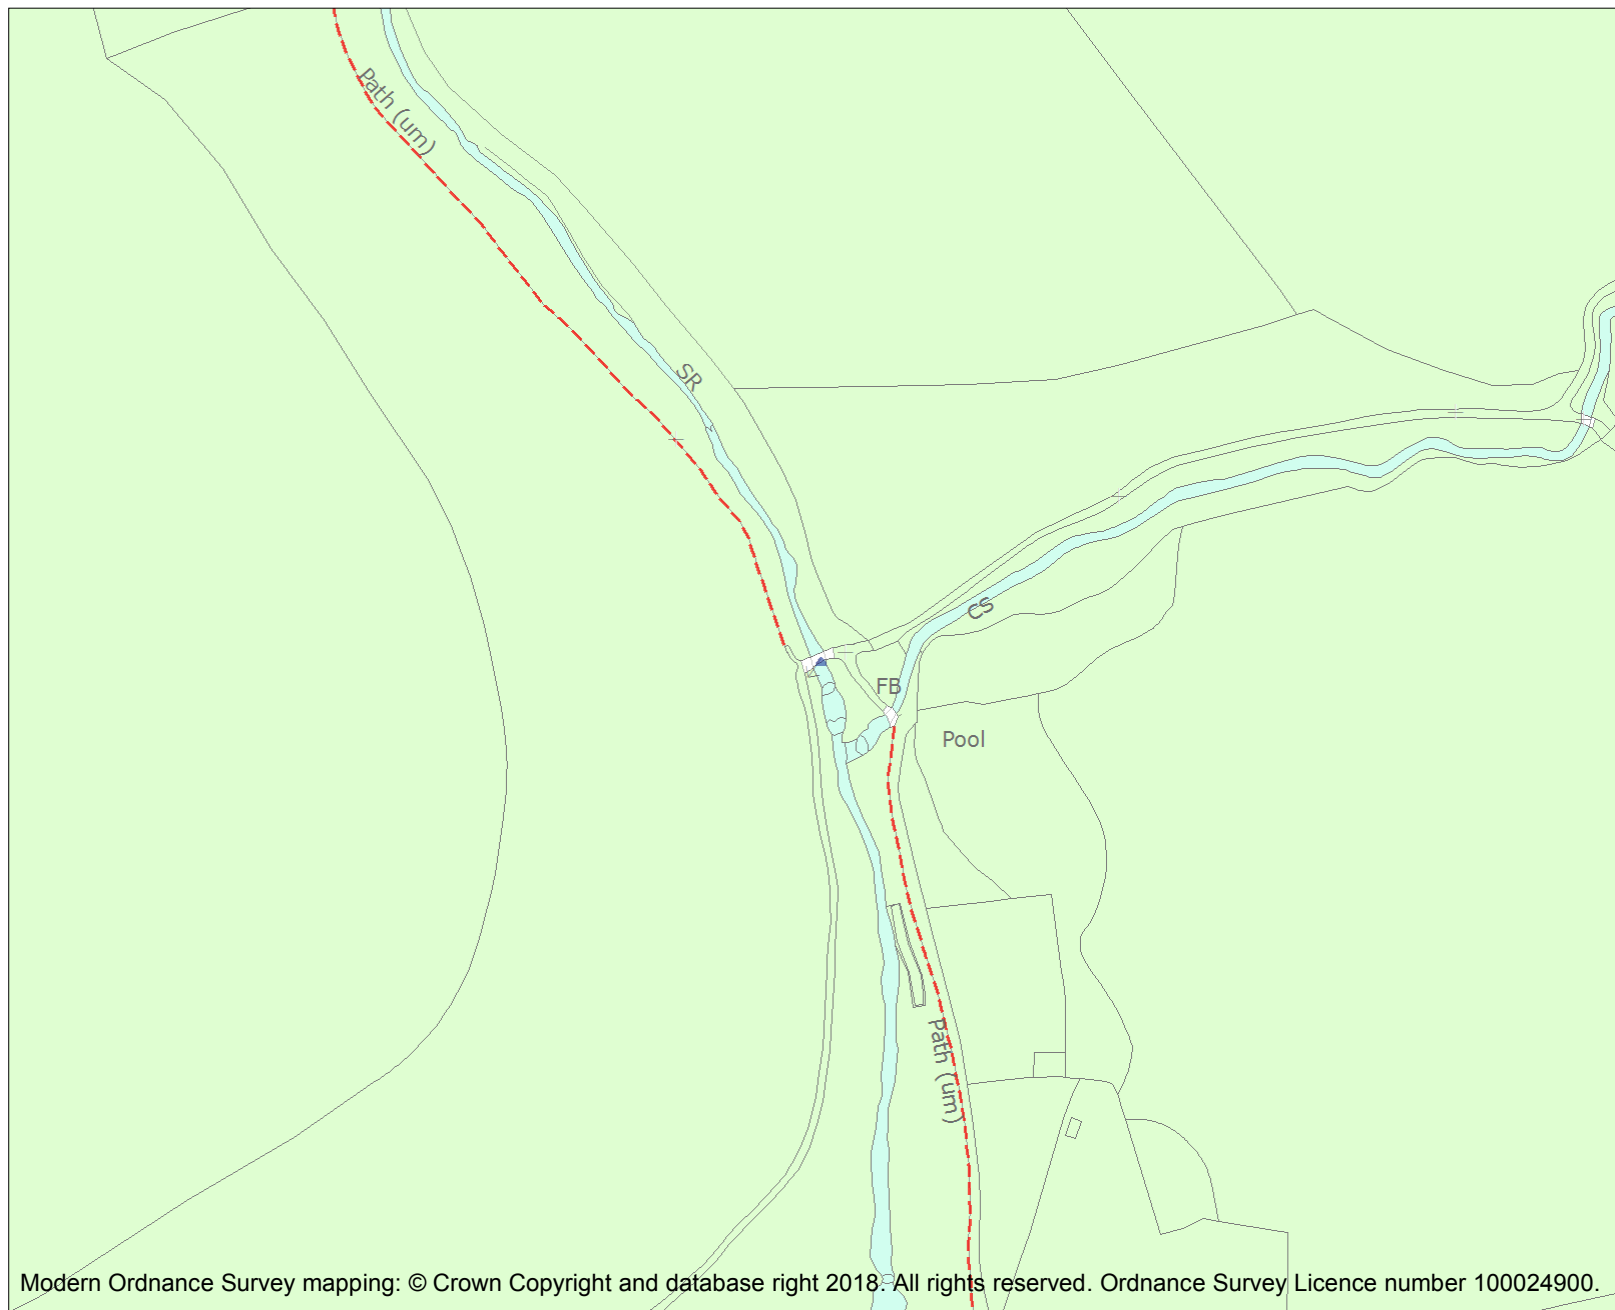 Path (um)
SR
CS
FB
Pool
Path (um)
Modern Ordnance Survey mapping: © Crown Copyright and database right 2018. All rights reserved. Ordnance Survey Licence number 100024900.